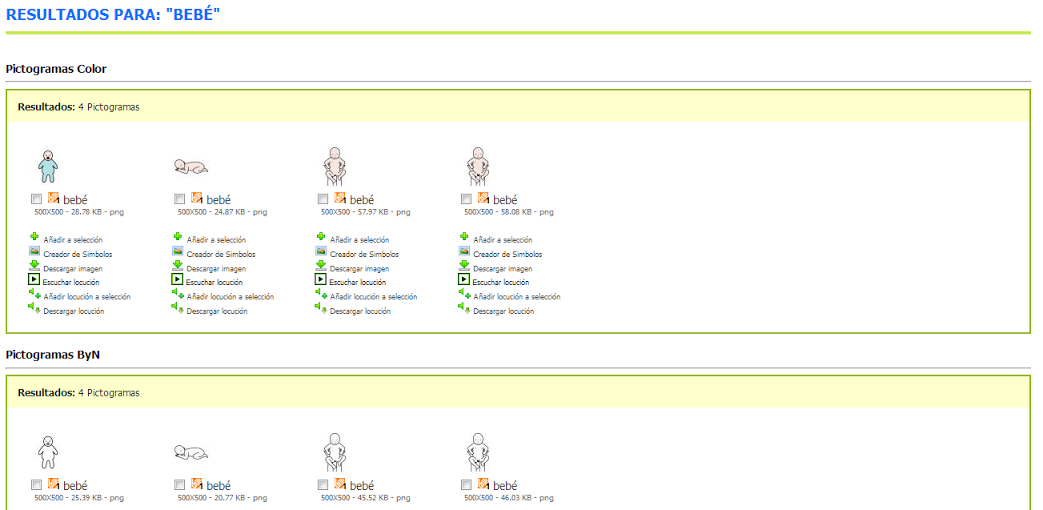 RESULTADOS PARA: "BEBÉ"
Pictogramas Color
Resultados: 4 Pictogramas
bebé bebé bebé bebé
500X500 - 28.78 KB - png 500X500 - 24.87 KB - png 500X500 - 57.97 KB - png 500X500 - 58.08 KB - png
Añadir a selección Añadir a selección Añadir a selección Añadir a selección
Creador de Simbolos Creador de Simbolos Creador de Simbolos Creador de Simbolos
Descargar imagen Descargar imagen Descargar imagen Descargar imagen
Escuchar locución Escuchar locución Escuchar locución Escuchar locución
Añadir locución a selección Añadir locución a selección Añadir locución a selección Añadir locución a selección
Descargar locución Descargar locución Descargar locución Descargar locución
Pictogramas ByN
Resultados: 4 Pictogramas
bebé bebé bebé bebé
500X500 - 25.39 KB - png 500X500 - 20.77 KB - png 500X500 - 45.52 KB - png 500X500 - 46.03 KB - png